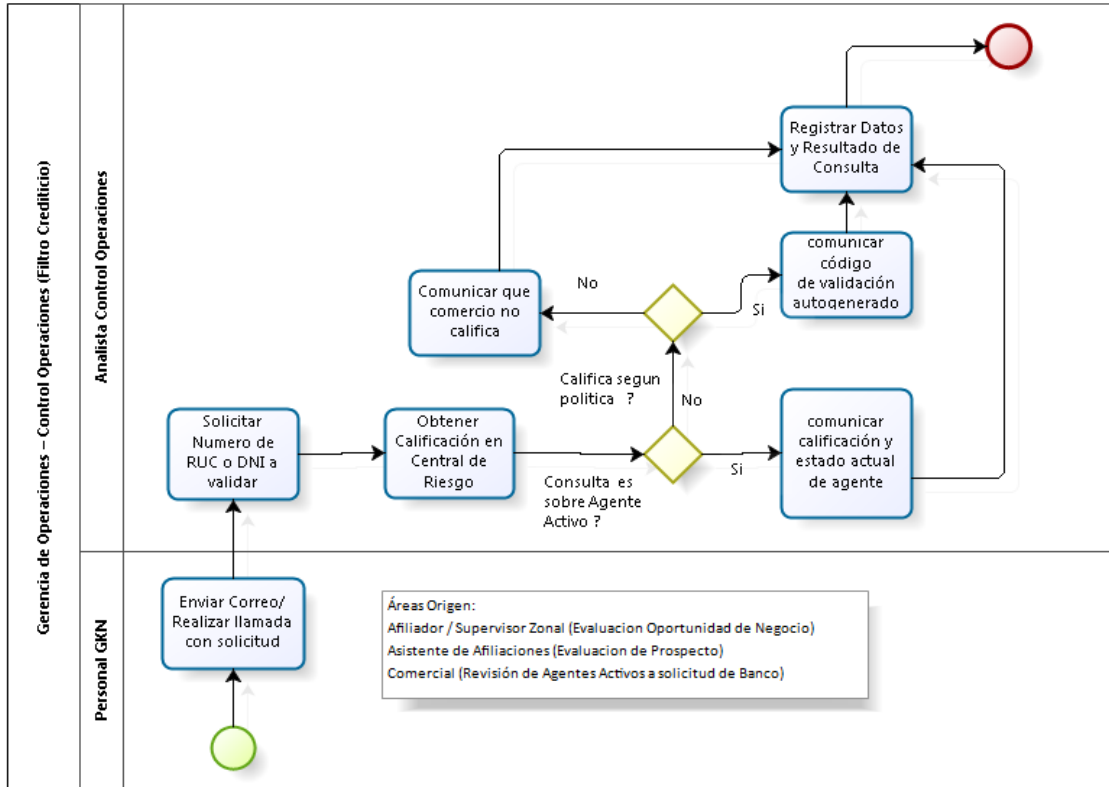 Gerencia de Operaciones – Control Operaciones (Filtro Crediticio)
Analista Control Operaciones
Registrar Datos
y Resultado de
Consulta
comunicar
código
de validación
autogenerado
Comunicar que
comercio no
califica
No
Si
Califica segun
politica ?
No
Solicitar
Numero de
RUC o DNI a
validar
Obtener
Calificación en
Central de
Riesgo
Consulta es
sobre Agente
Activo ?
Si
comunicar
calificación y
estado actual
de agente
Personal GKN
Enviar Correo/
Realizar llamada
con solicitud
Áreas Origen:
Afiliador / Supervisor Zonal (Evaluacion Oportunidad de Negocio)
Asistente de Afiliaciones (Evaluacion de Prospecto)
Comercial (Revisión de Agentes Activos a solicitud de Banco)